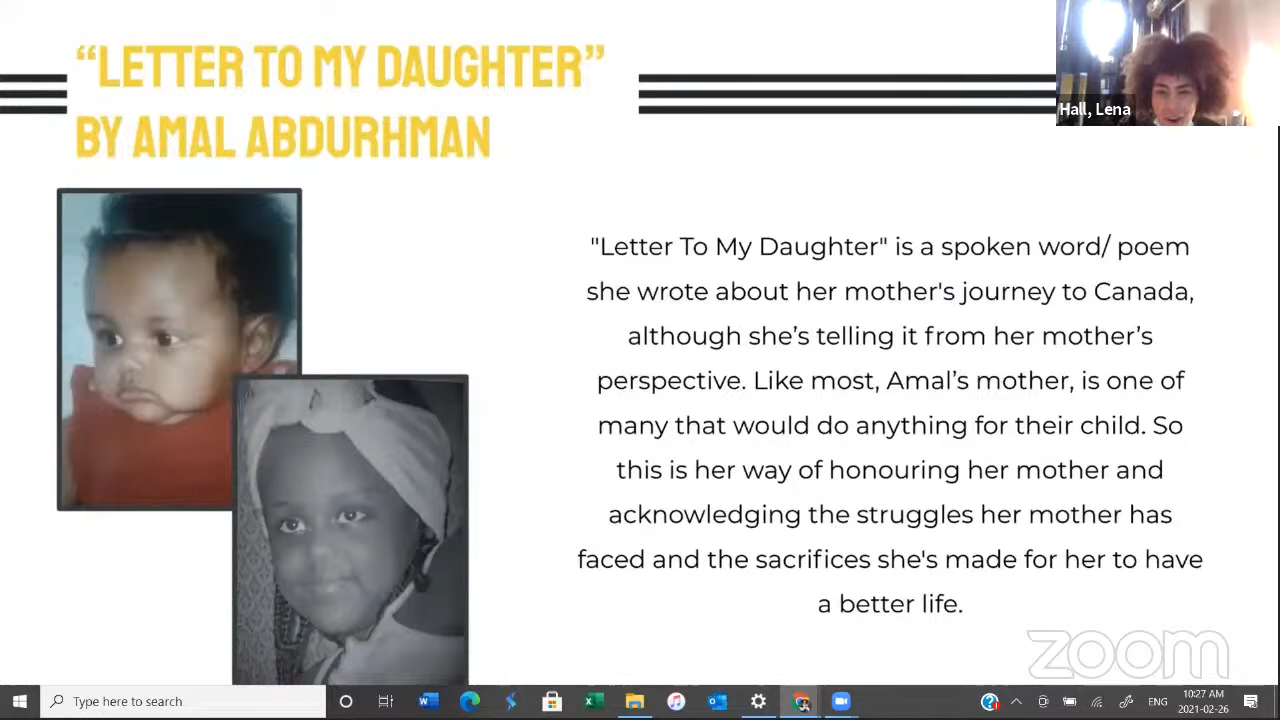 “LETTER TO MY DAUGHTER”
BY AMAL ABDURHMAN
Hall, Lena
"Letter To My Daughter" is a spoken word/ poem
she wrote about her mother's journey to Canada,
although she’s telling it from her mother’s
perspective. Like most, Amal’s mother, is one of
many that would do anything for their child. So
this is her way of honouring her mother and
acknowledging the struggles her mother has
faced and the sacrifices she's made for her to have
a better life.
zoom
Type here to search
ENG
10:27 AM
2021-02-26